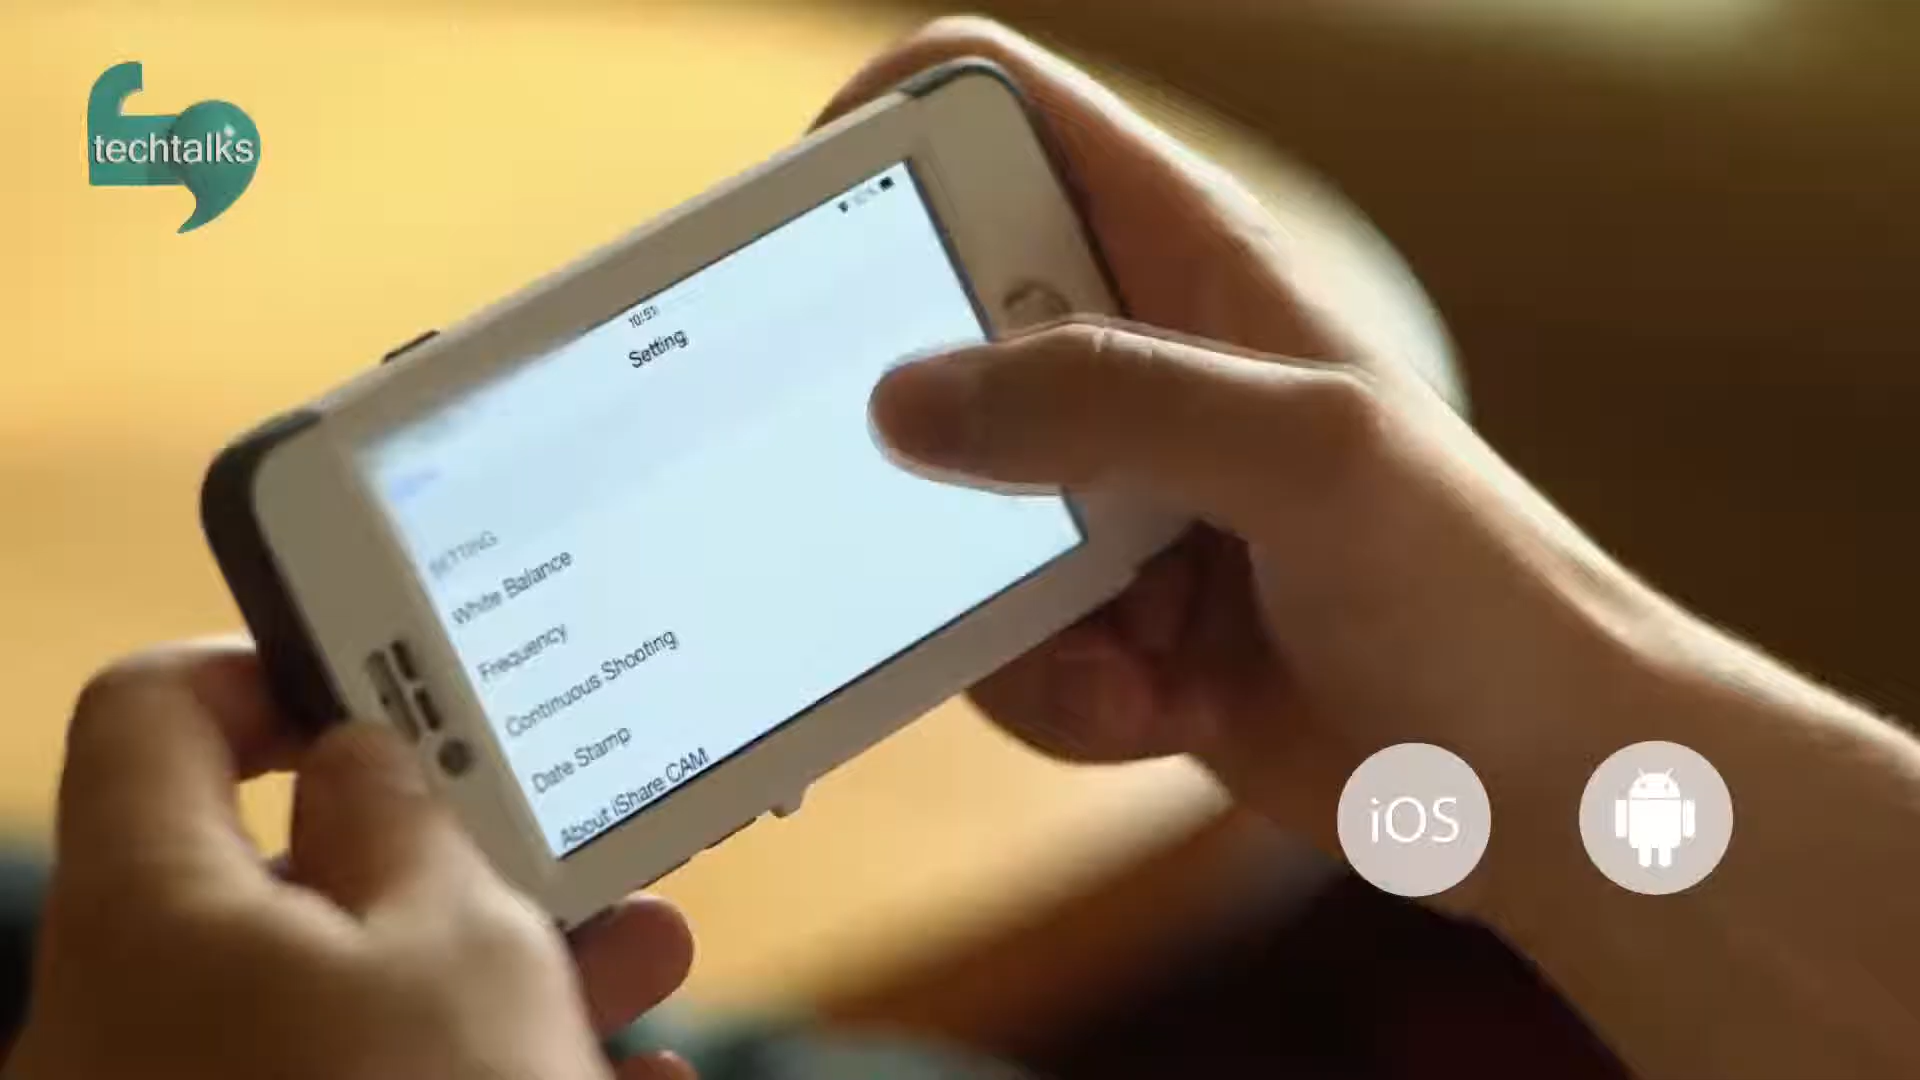 techtalks
10:51
Setting
SETTING
White Balance
Frequency
Continuous Shooting
Date Stamp
About iShare CAM
iOS